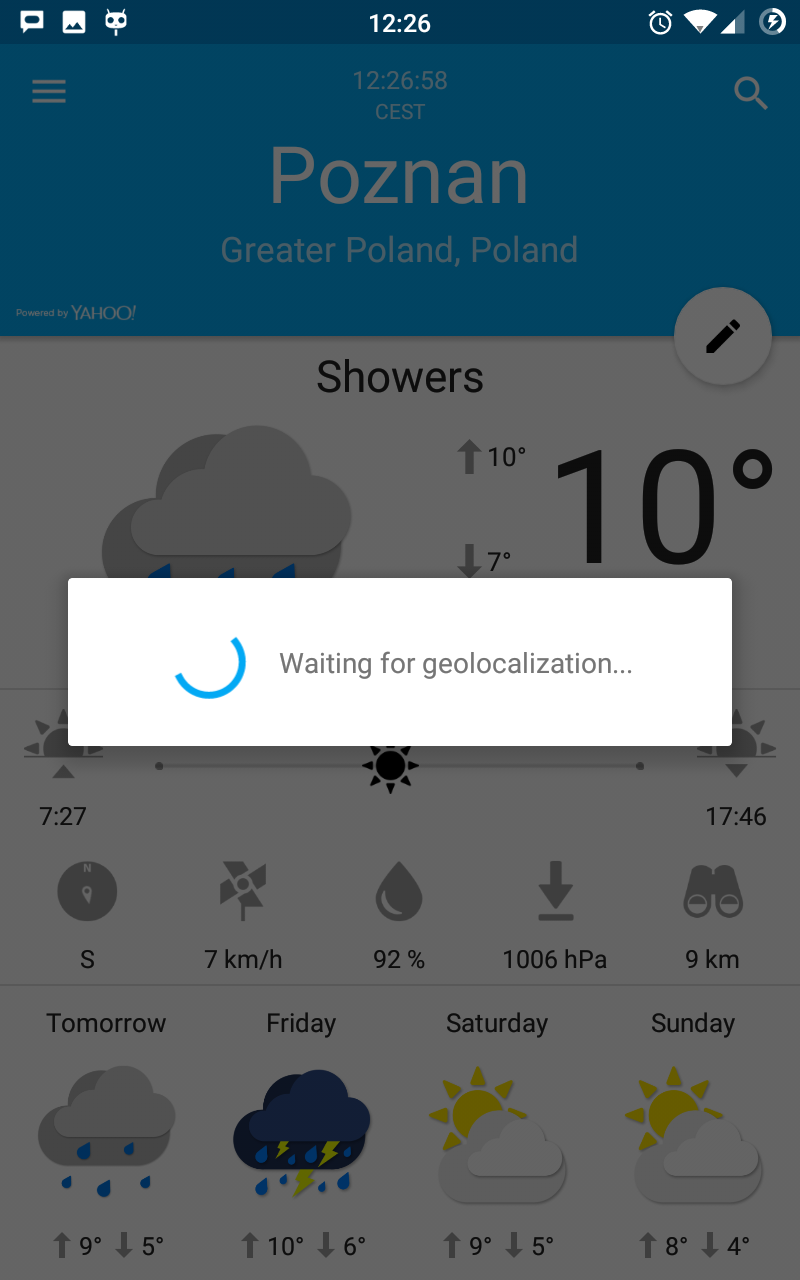 12:26
12:26:58
CEST
Poznan
Greater Poland, Poland
Powered by YAHOO!
Showers
10°
10°
7°
Waiting for geolocalization...
7:27
17:46
N
S
7 km/h
92 %
1006 hPa
9 km
Tomorrow
Friday
Saturday
Sunday
9° 5°
10° 6°
9° 5°
8° 4°